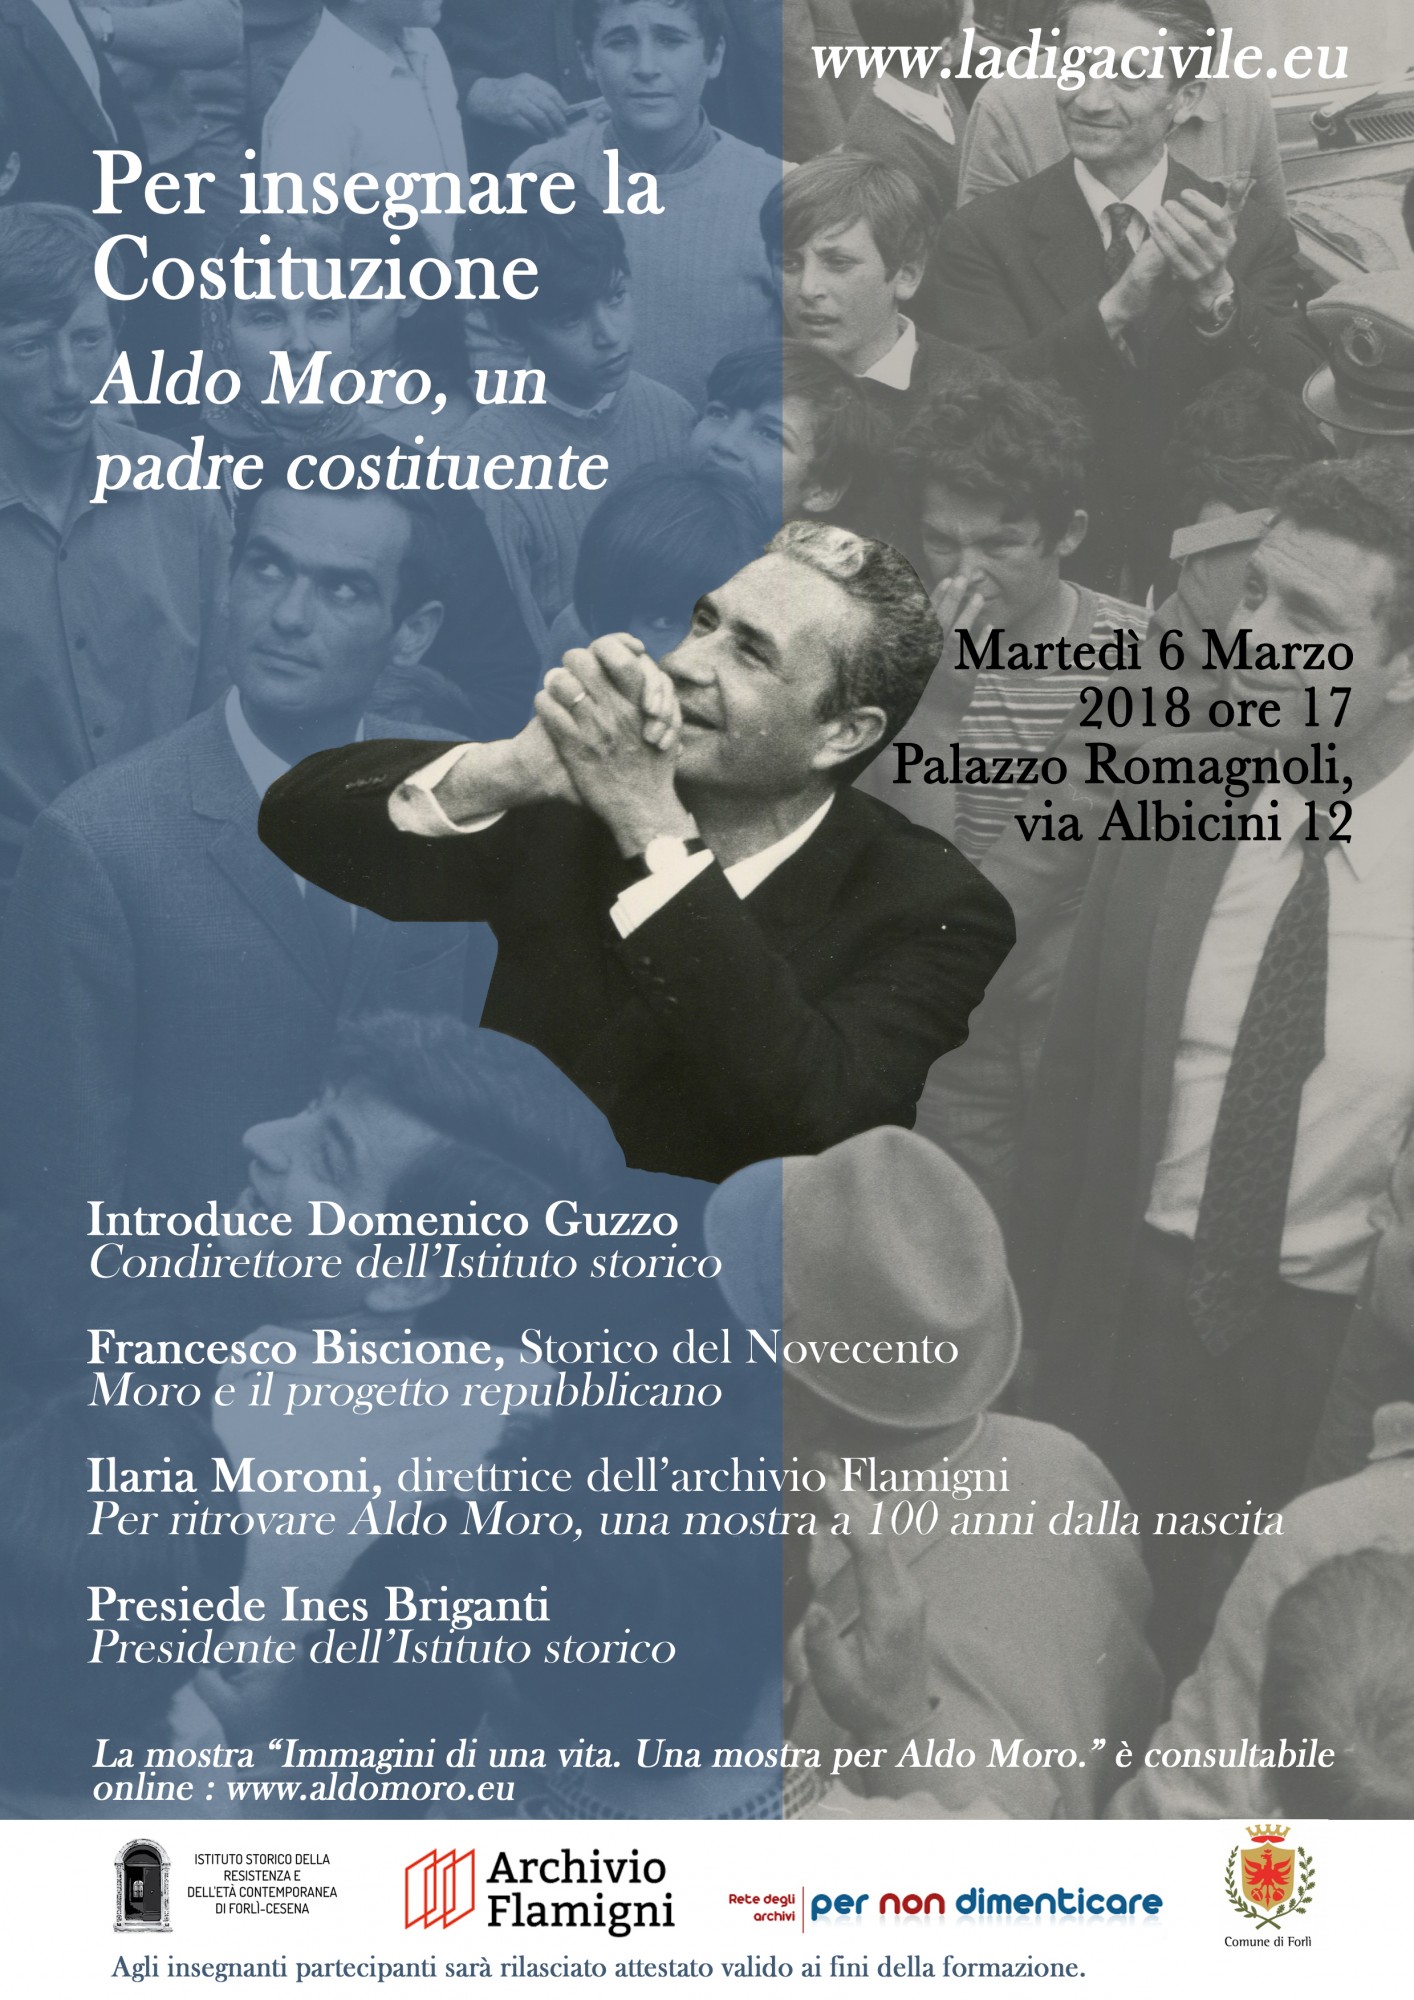 www.ladigacivile.eu
Per insegnare la
Costituzione
Aldo Moro, un
padre costituente
Martedì 6 Marzo
2018 ore 17
Palazzo Romagnoli,
via Albicini 12
Introduce Domenico Guzzo
Condirettore dell’Istituto storico
Francesco Biscione, Storico del Novecento
Moro e il progetto repubblicano
Ilaria Moroni, direttrice dell’archivio Flamigni
Per ritrovare Aldo Moro, una mostra a 100 anni dalla nascita
Presiede Ines Briganti
Presidente dell’Istituto storico
La mostra “Immagini di una vita. Una mostra per Aldo Moro.” è consultabile
online : www.aldomoro.eu
ISTITUTO STORICO DELLA
RESISTENZA E
DELL'ETÀ CONTEMPORANEA
DI FORLÌ-CESENA
Archivio
Flamigni
Rete degli
archivi
per non dimenticare
Comune di Forlì
Agli insegnanti partecipanti sarà rilasciato attestato valido ai fini della formazione.